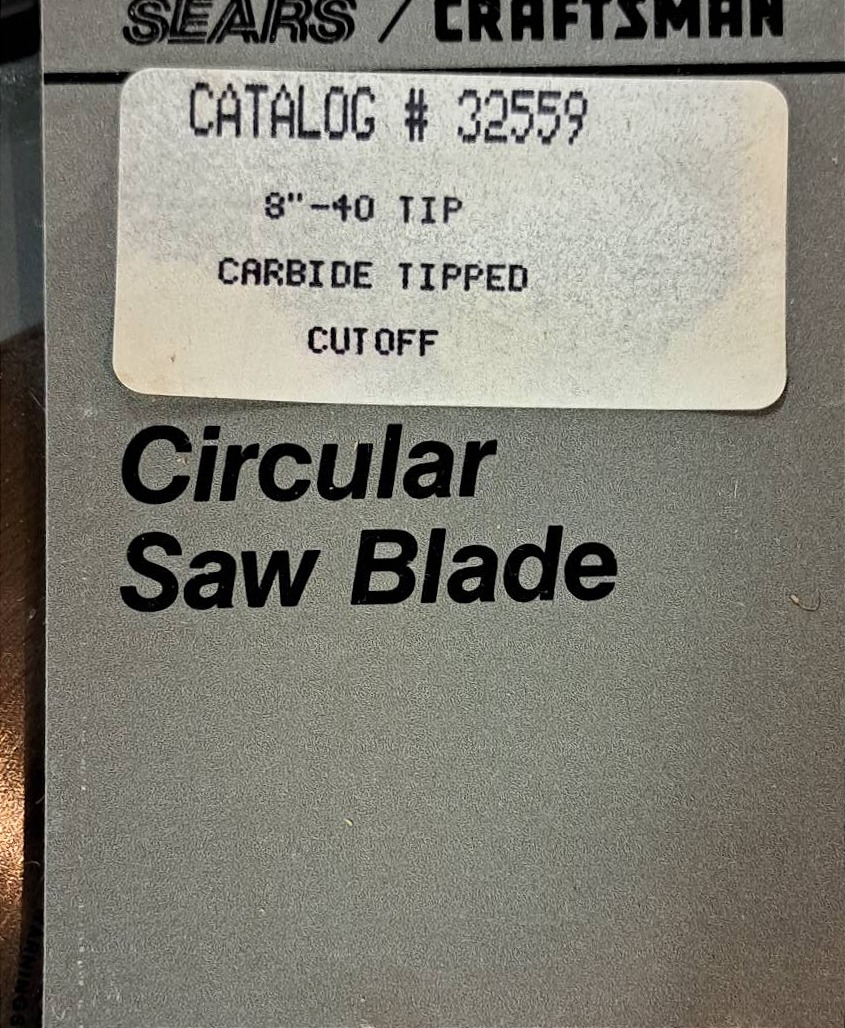 SEARS / CRAFTSMAN
CATALOG # 32559
8"-40 TIP
CARBIDE TIPPED
CUTOFF
Circular
Saw Blade